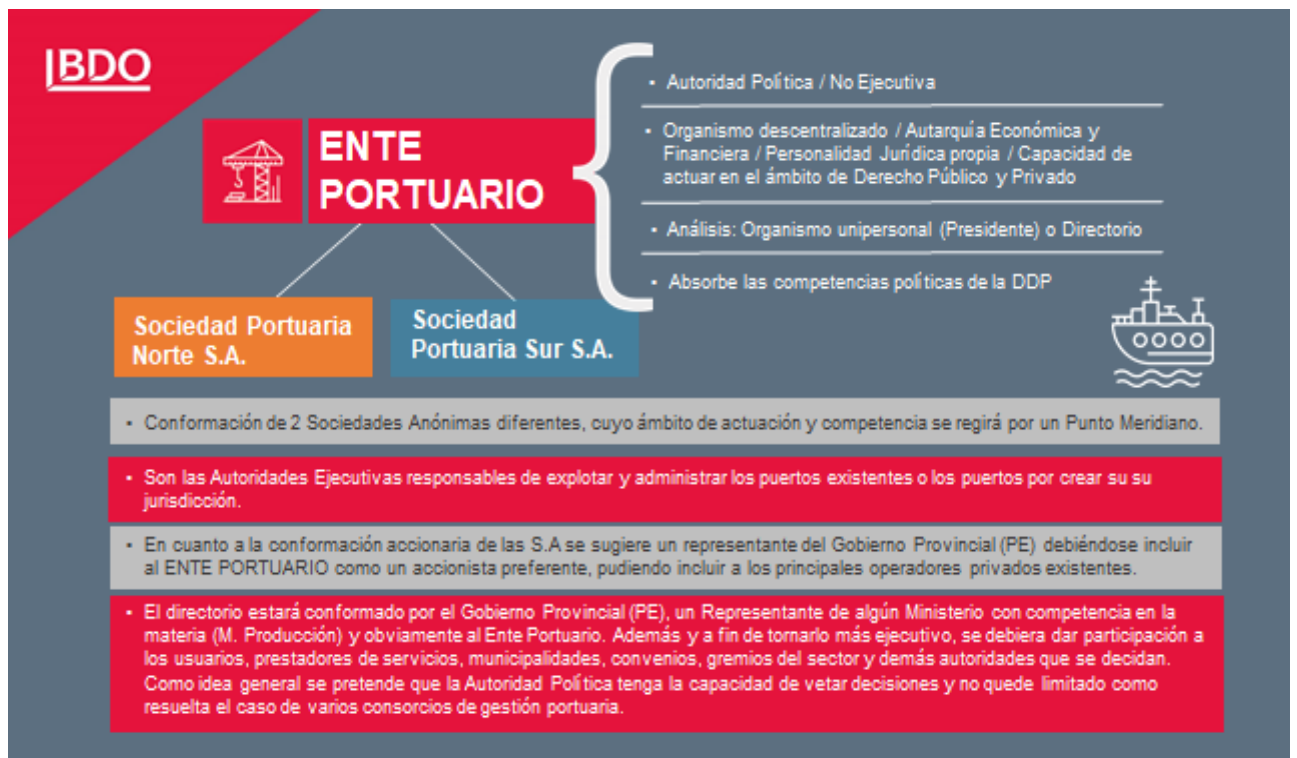 BDO
ENTE
PORTUARIO
• Autoridad Política / No Ejecutiva
• Organismo descentralizado / Autarquía Económica y
Financiera / Personalidad Jurídica propia / Capacidad de
actuar en el ámbito de Derecho Público y Privado
• Análisis: Organismo unipersonal (Presidente) o Directorio
• Absorbe las competencias políticas de la DDP
Sociedad Portuaria
Norte S.A.
Sociedad
Portuaria Sur S.A.
• Conformación de 2 Sociedades Anónimas diferentes, cuyo ámbito de actuación y competencia se regirá por un Punto Meridiano.
• Son las Autoridades Ejecutivas responsables de explotar y administrar los puertos existentes o los puertos por crear su su
jurisdicción.
• En cuanto a la conformación accionaria de las S.A se sugiere un representante del Gobierno Provincial (PE) debiéndose incluir
al ENTE PORTUARIO como un accionista preferente, pudiendo incluir a los principales operadores privados existentes.
• El directorio estará conformado por el Gobierno Provincial (PE), un Representante de algún Ministerio con competencia en la
materia (M. Producción) y obviamente al Ente Portuario. Además y a fin de tornarlo más ejecutivo, se debiera dar participación a
los usuarios, prestadores de servicios, municipalidades, convenios, gremios del sector y demás autoridades que se decidan.
Como idea general se pretende que la Autoridad Política tenga la capacidad de vetar decisiones y no quede limitado como
resuelta el caso de varios consorcios de gestión portuaria.